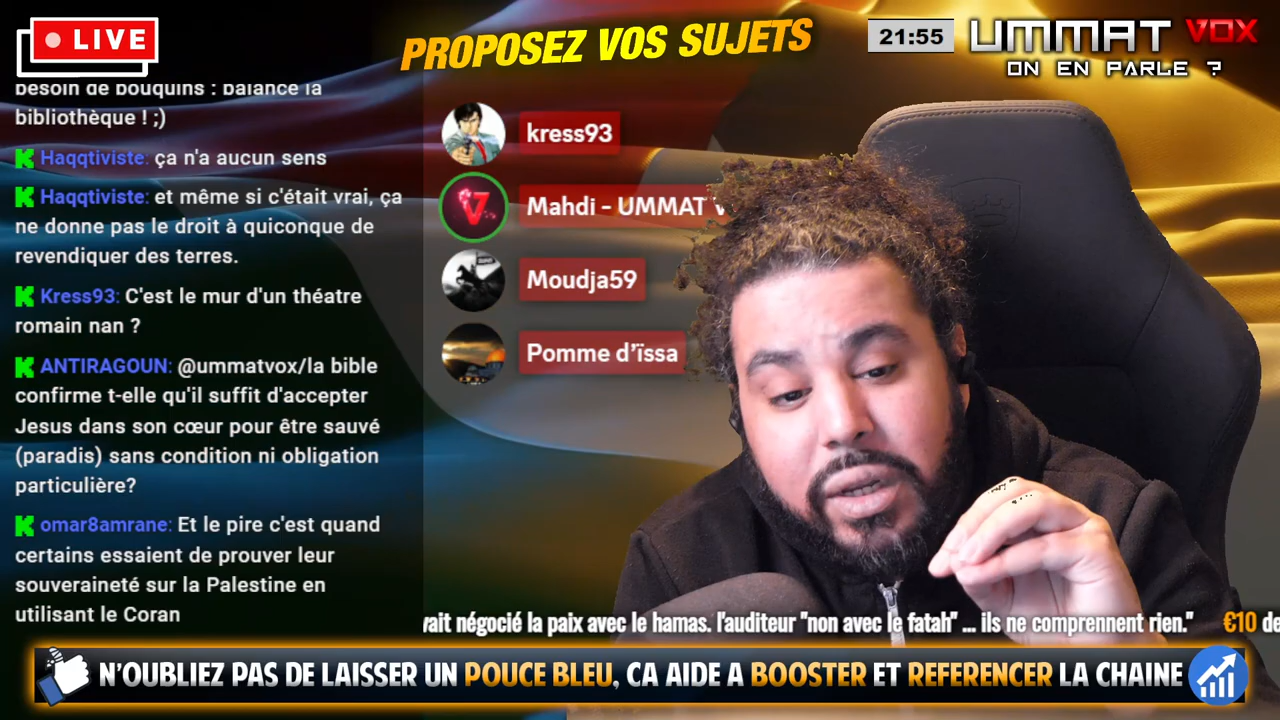 LIVE
PROPOSEZ VOS SUJETS
21:55
UMMAT VOX
ON EN PARLE ?
besoin de bouquins : balance la
bibliothèque ! ;)
Haqqtiviste: ça n'a aucun sens
Haqqtiviste: et même si c'était vrai, ça
ne donne pas le droit à quiconque de
revendiquer des terres.
Kress93: C'est le mur d'un théatre
romain nan ?
ANTIRAGOUN: @ummatvox/la bible
confirme t-elle qu'il suffit d'accepter
Jesus dans son cœur pour être sauvé
(paradis) sans condition ni obligation
particulière?
omar8amrane: Et le pire c'est quand
certains essaient de prouver leur
souveraineté sur la Palestine en
utilisant le Coran
kress93
Mahdi - UMMAT V
Moudja59
Pomme d'ïssa
vait négocié la paix avec le hamas. l'auditeur "non avec le fatah" ... ils ne comprennent rien." €10 de
N'OUBLIEZ PAS DE LAISSER UN POUCE BLEU, CA AIDE A BOOSTER ET REFERENCER LA CHAINE